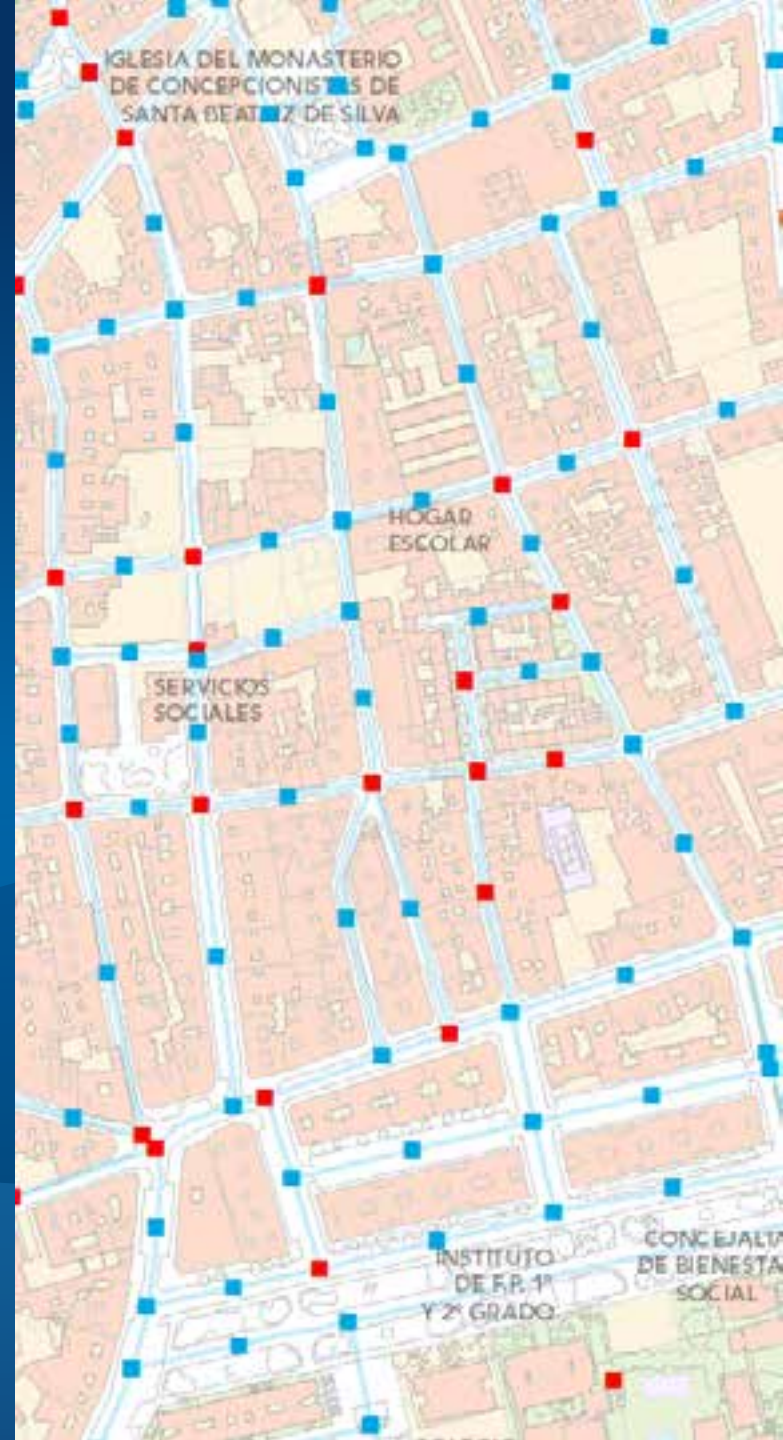 IGLESIA DEL MONASTERIO
DE CONCEPCIONISTAS DE
SANTA BEATRIZ DE SILVA
HOGAR
ESCOLAR
SERVICIOS
SOCIALES
INSTITUTO
DE F.P. 1º
Y 2º GRADO
CONCEJALIA
DE BIENESTA
SOCIAL